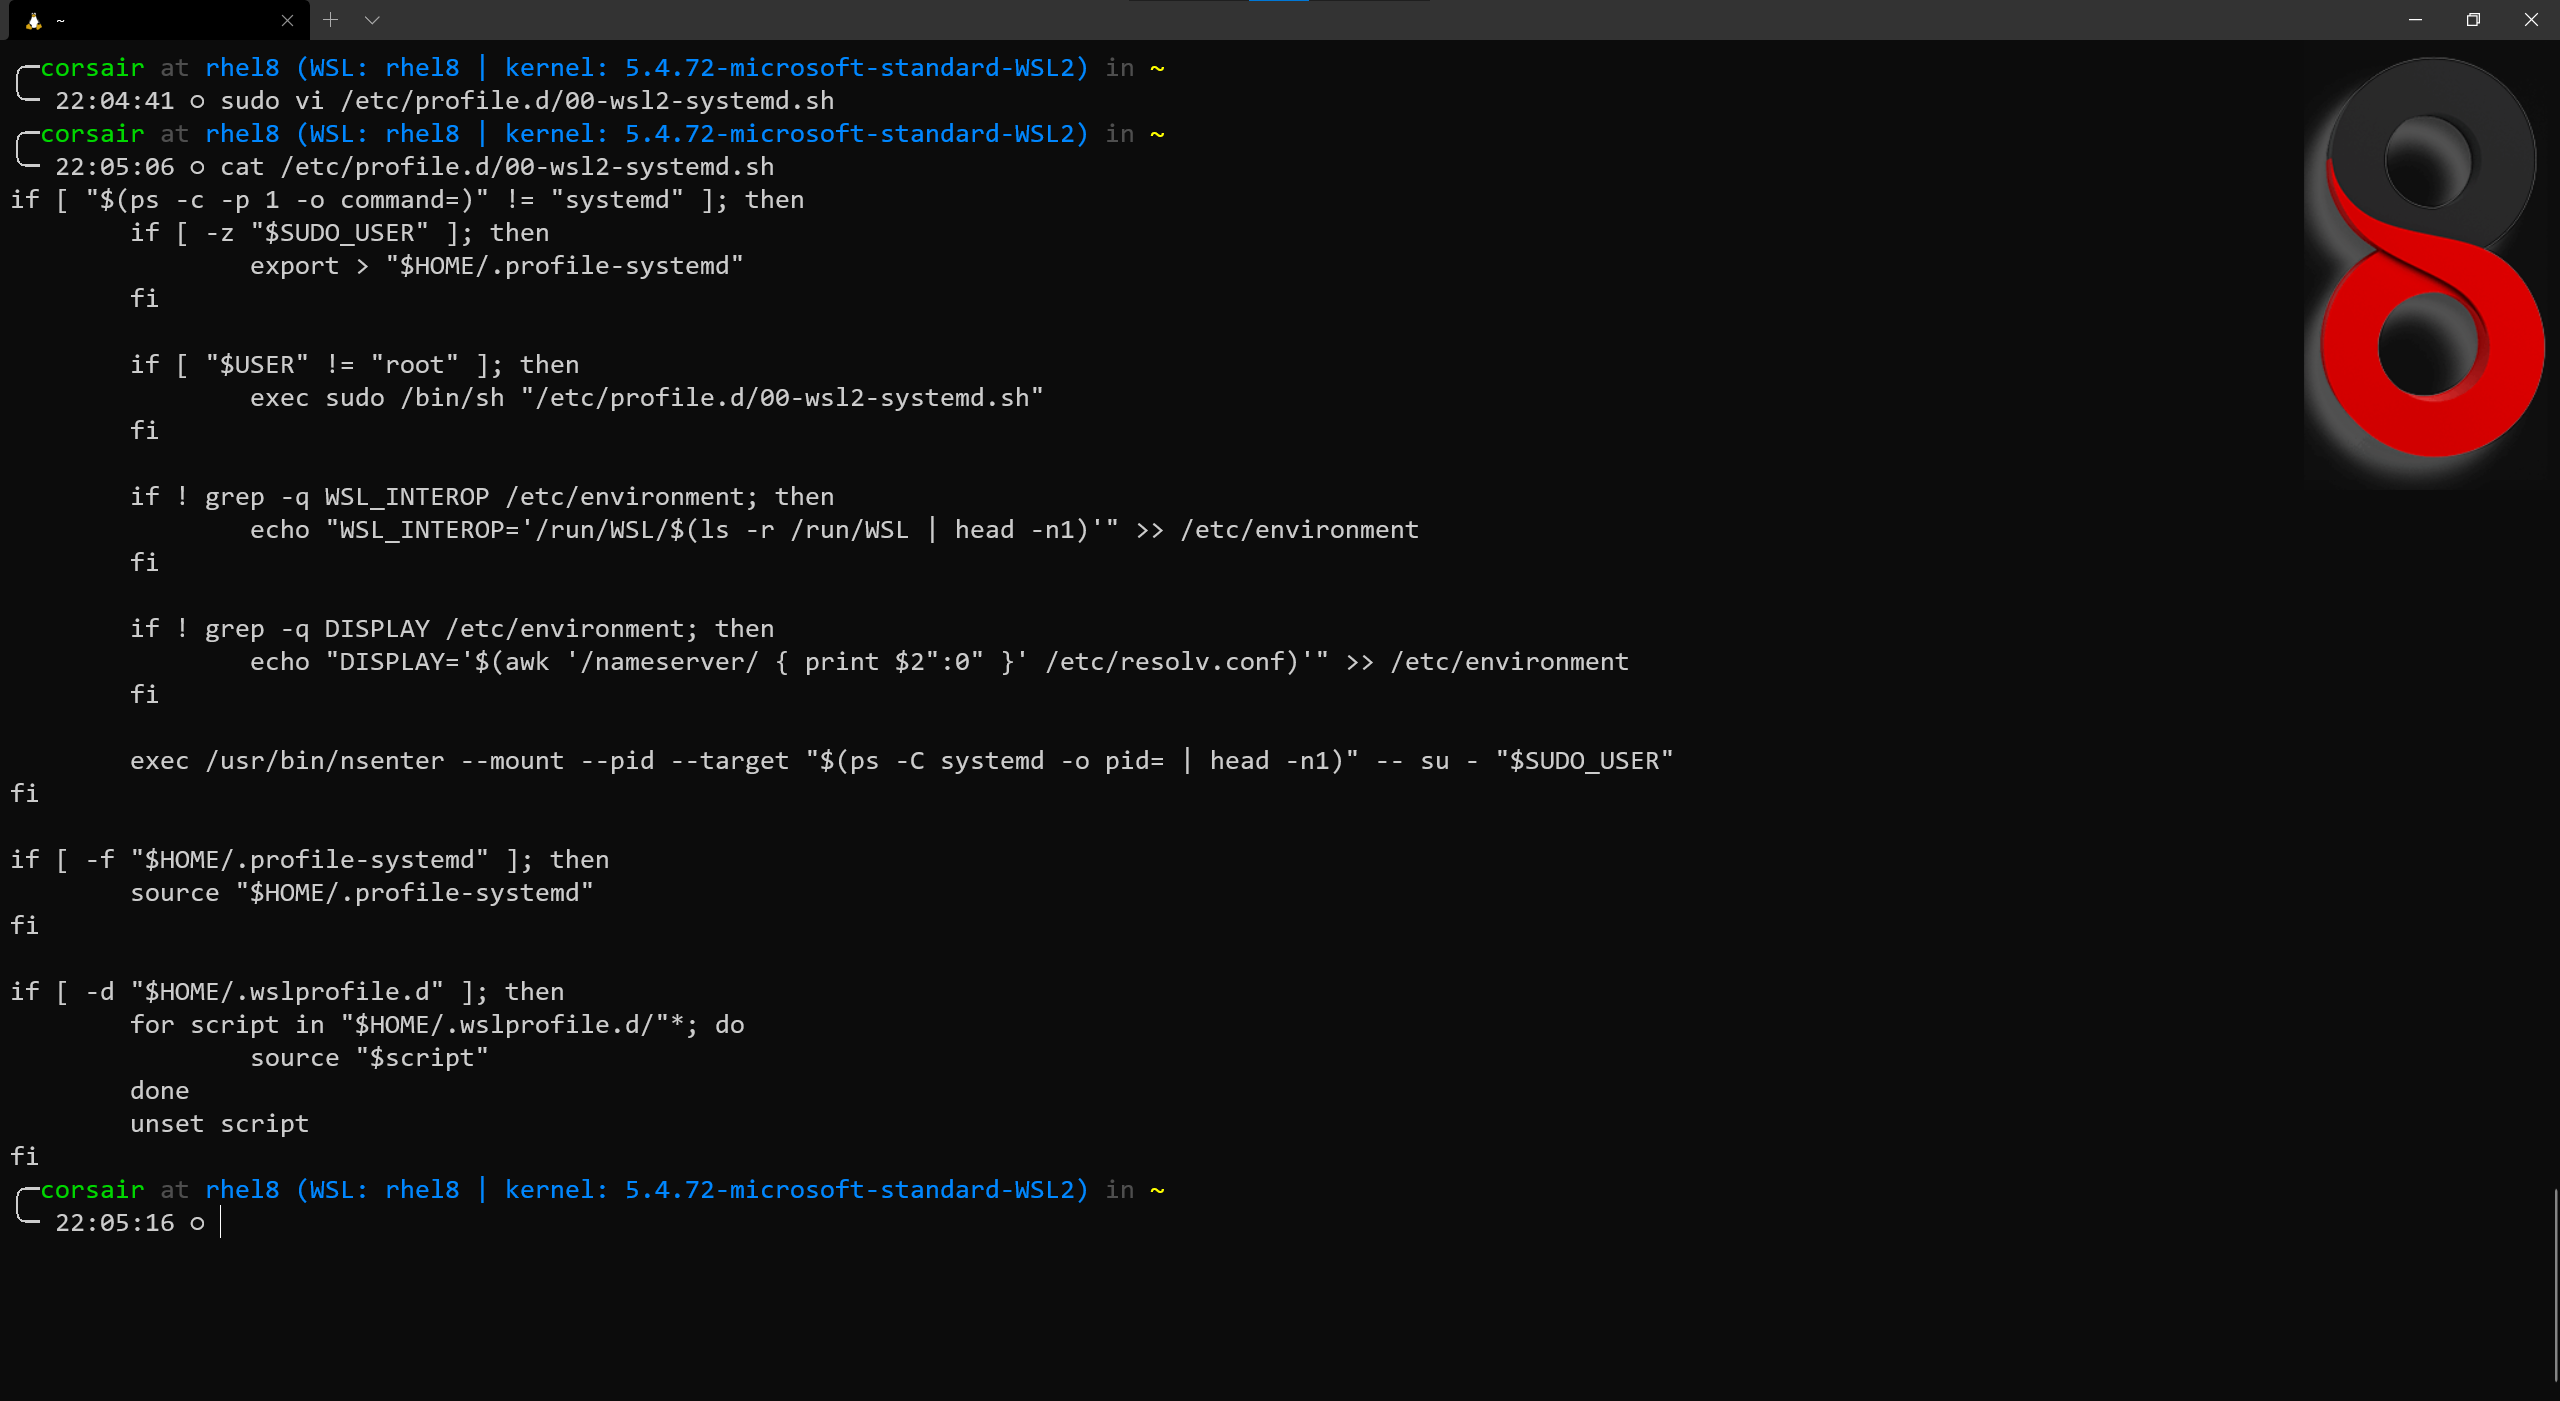 ~
corsair at rhel8 (WSL: rhel8 | kernel: 5.4.72-microsoft-standard-WSL2) in ~
22:04:41 ○ sudo vi /etc/profile.d/00-wsl2-systemd.sh
corsair at rhel8 (WSL: rhel8 | kernel: 5.4.72-microsoft-standard-WSL2) in ~
22:05:06 ○ cat /etc/profile.d/00-wsl2-systemd.sh
if [ "$(ps -c -p 1 -o command=)" != "systemd" ]; then
        if [ -z "$SUDO_USER" ]; then
                export > "$HOME/.profile-systemd"
        fi

        if [ "$USER" != "root" ]; then
                exec sudo /bin/sh "/etc/profile.d/00-wsl2-systemd.sh"
        fi

        if ! grep -q WSL_INTEROP /etc/environment; then
                echo "WSL_INTEROP='/run/WSL/$(ls -r /run/WSL | head -n1)'" >> /etc/environment
        fi

        if ! grep -q DISPLAY /etc/environment; then
                echo "DISPLAY='$(awk '/nameserver/ { print $2":0" }' /etc/resolv.conf)'" >> /etc/environment
        fi

        exec /usr/bin/nsenter --mount --pid --target "$(ps -C systemd -o pid= | head -n1)" -- su - "$SUDO_USER"
fi

if [ -f "$HOME/.profile-systemd" ]; then
        source "$HOME/.profile-systemd"
fi

if [ -d "$HOME/.wslprofile.d" ]; then
        for script in "$HOME/.wslprofile.d/"*; do
                source "$script"
        done
        unset script
fi
corsair at rhel8 (WSL: rhel8 | kernel: 5.4.72-microsoft-standard-WSL2) in ~
22:05:16 ○
8